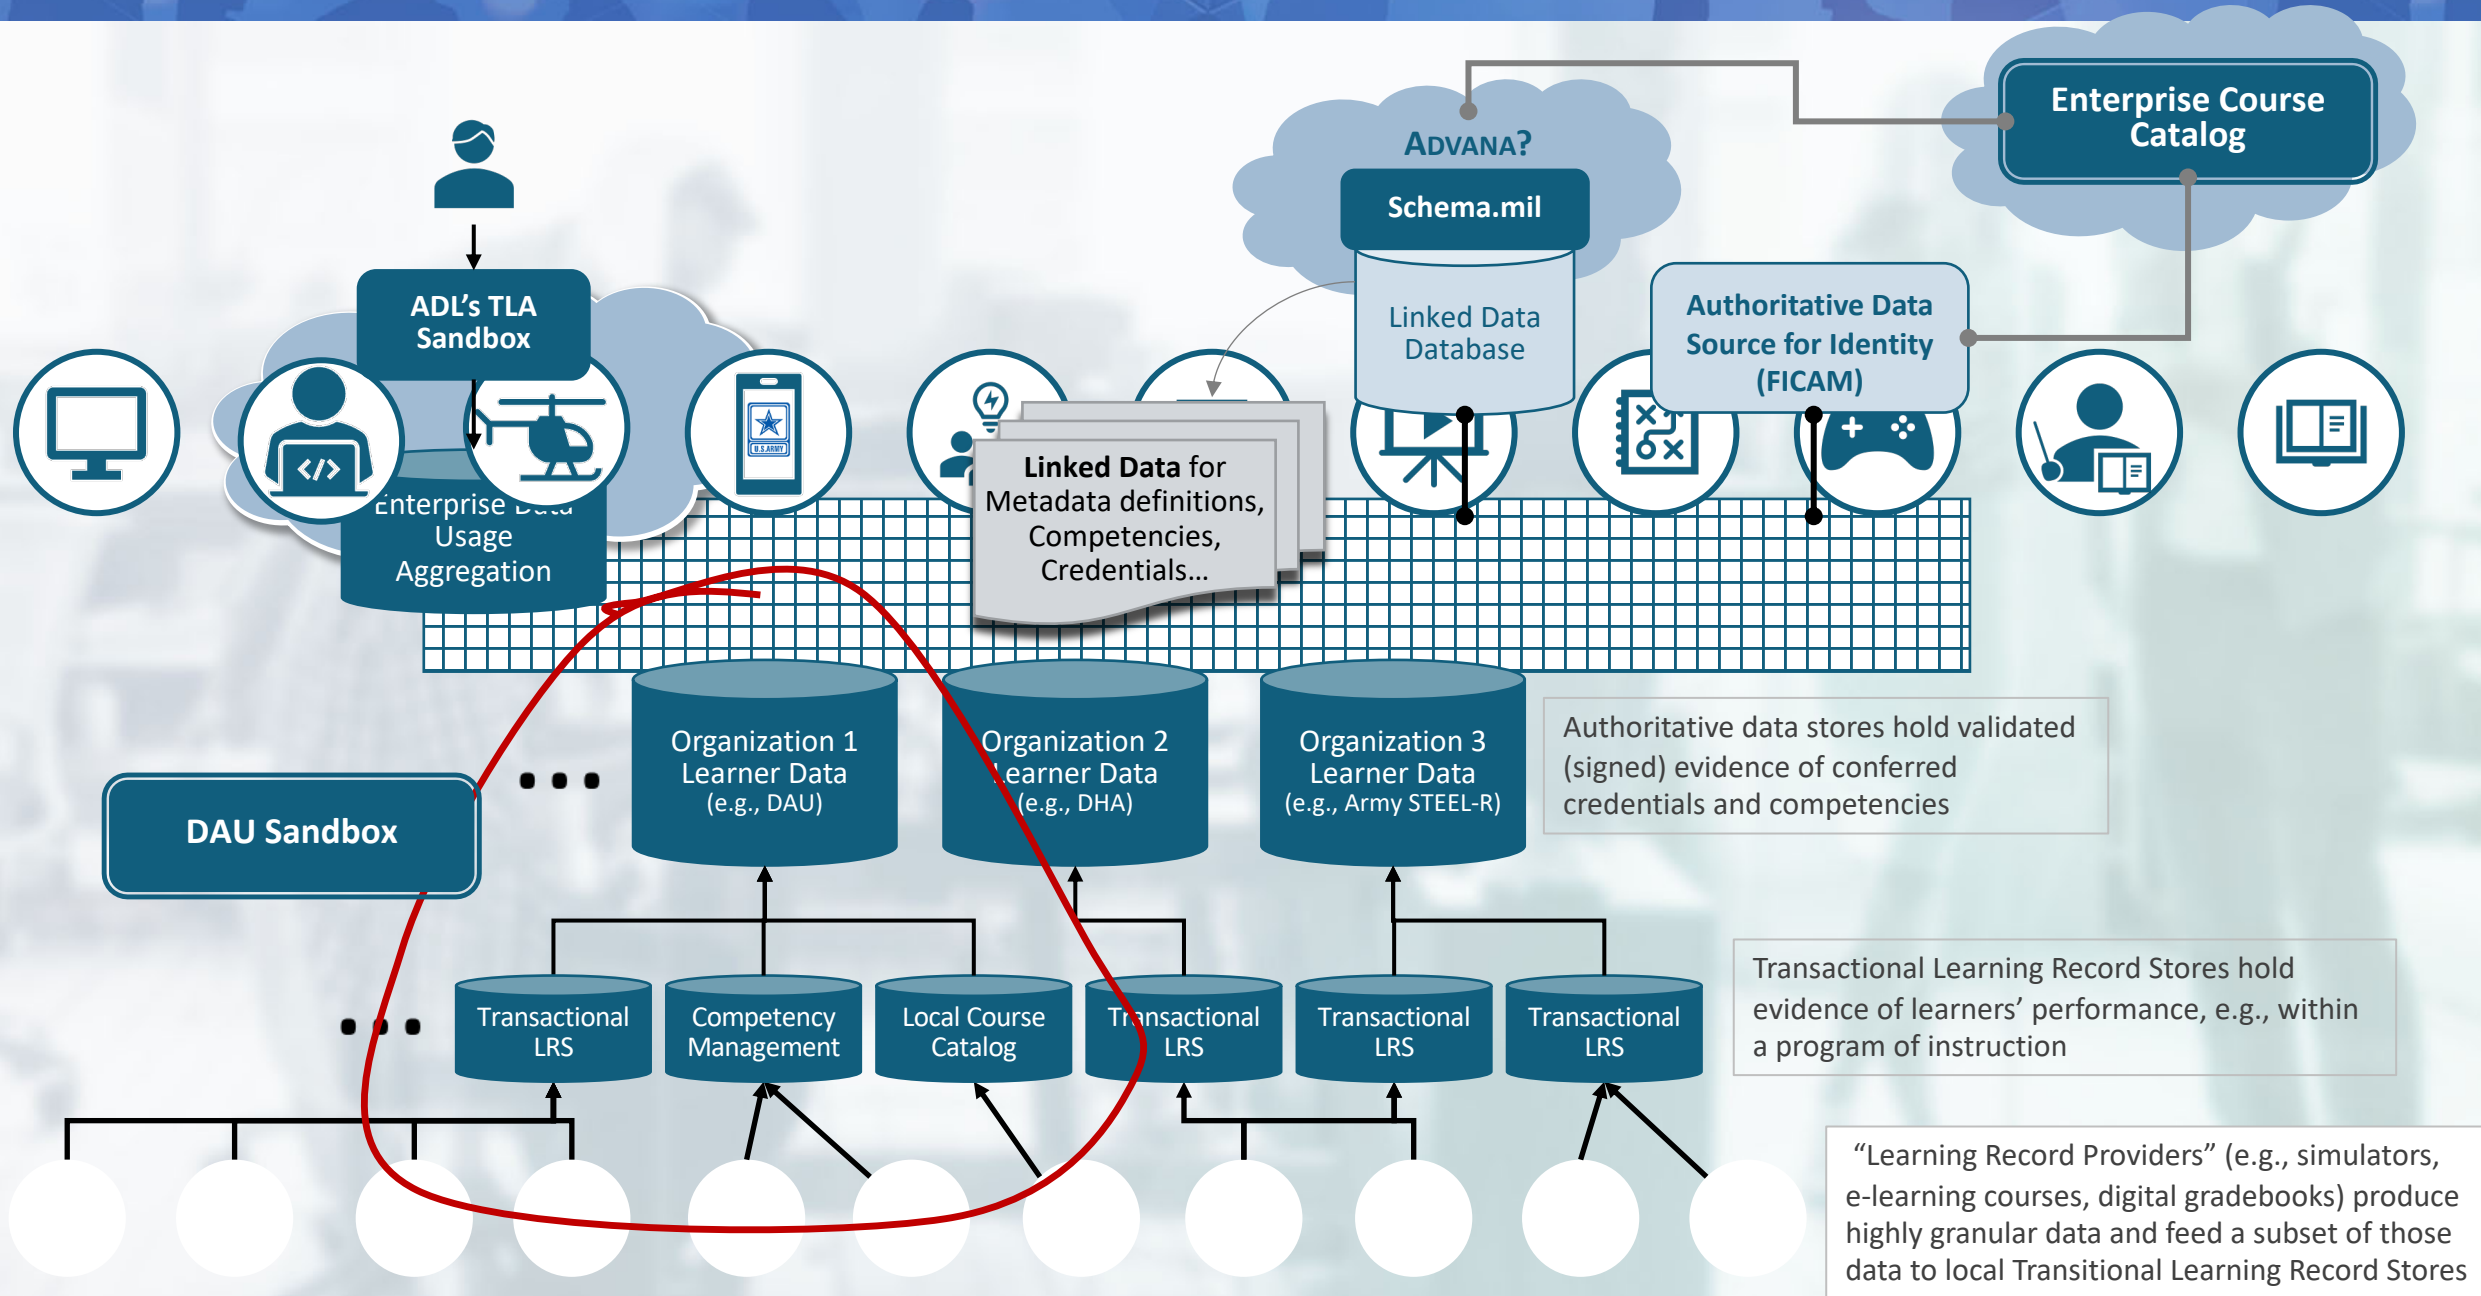 Enterprise Course
Catalog
ADVANA?
Schema.mil
Linked Data
Database
Authoritative Data
Source for Identity
(FICAM)
ADL's TLA
Sandbox
U.S.ARMY
</>
Enterprise Data
Usage
Aggregation
Linked Data for
Metadata definitions,
Competencies,
Credentials...
Organization 1
Learner Data
(e.g., DAU)
Organization 2
Learner Data
(e.g., DHA)
Organization 3
Learner Data
(e.g., Army STEEL-R)
Authoritative data stores hold validated
(signed) evidence of conferred
credentials and competencies
DAU Sandbox
Transactional
LRS
Competency
Management
Local Course
Catalog
Transactional
LRS
Transactional
LRS
Transactional
LRS
Transactional Learning Record Stores hold
evidence of learners’ performance, e.g., within
a program of instruction
“Learning Record Providers” (e.g., simulators,
e-learning courses, digital gradebooks) produce
highly granular data and feed a subset of those
data to local Transitional Learning Record Stores